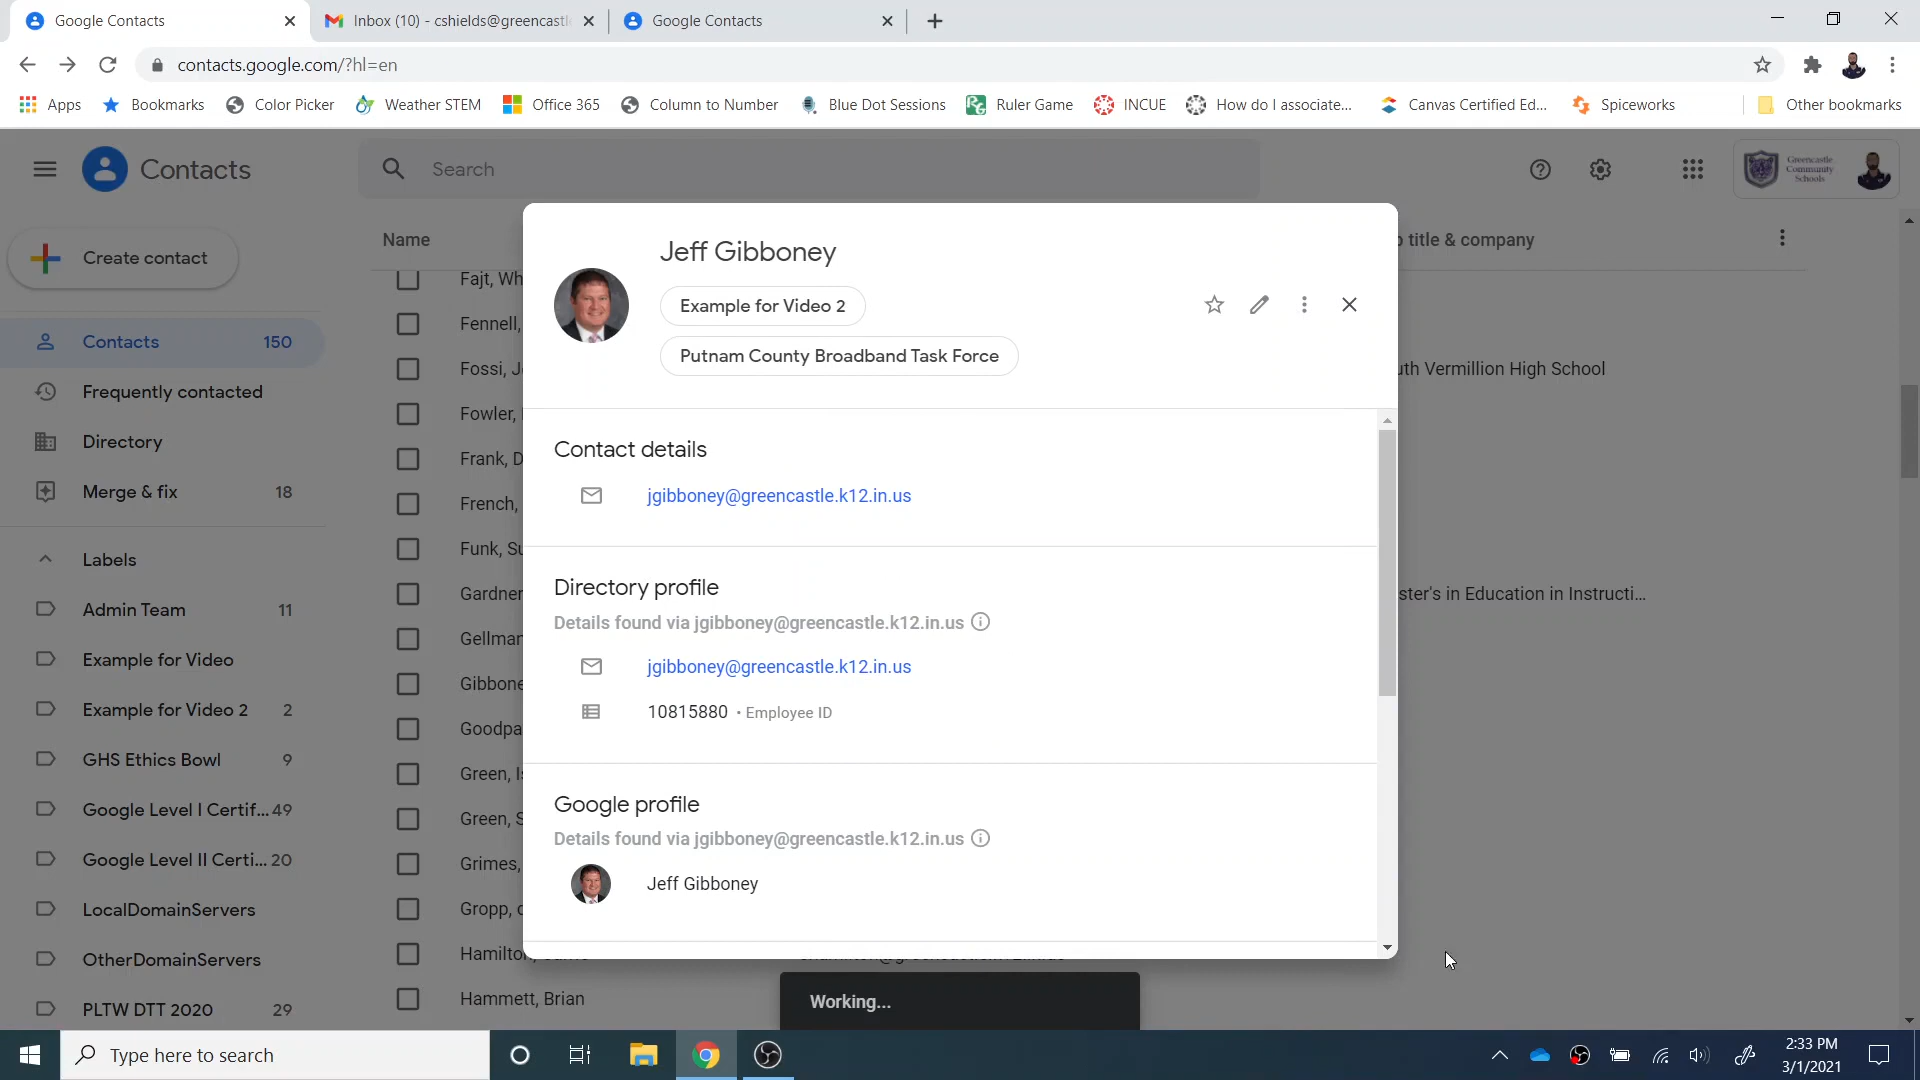 Google Contacts
Inbox (10) - cshields@greencastl
Google Contacts
contacts.google.com/?hl=en
Apps
Bookmarks
Color Picker
Weather STEM
Office 365
Column to Number
Blue Dot Sessions
Ruler Game
INCUE
How do I associate...
Canvas Certified Ed...
Spiceworks
Other bookmarks
Contacts
Search
Greencastle
Community
Schools
Create contact
Contacts 150
Frequently contacted
Directory
Merge & fix 18
Labels
Admin Team 11
Example for Video
Example for Video 2 2
GHS Ethics Bowl 9
Google Level I Certif... 49
Google Level II Certi... 20
LocalDomainServers
OtherDomainServers
PLTW DTT 2020 29
Name
title & company
Fajt, Wh
Fennell,
Fossi, J
uth Vermillion High School
Fowler,
Frank, D
French,
Funk, Su
Gardner
ster's in Education in Instructi...
Gellman
Gibbone
Goodpa
Green, Is
Green, S
Grimes,
Gropp,
Hamilton,
Hammett, Brian
Jeff Gibboney
Example for Video 2
Putnam County Broadband Task Force
Contact details
jgibboney@greencastle.k12.in.us
Directory profile
Details found via jgibboney@greencastle.k12.in.us
jgibboney@greencastle.k12.in.us
10815880 • Employee ID
Google profile
Details found via jgibboney@greencastle.k12.in.us
Jeff Gibboney
Working...
Type here to search
2:33 PM
3/1/2021